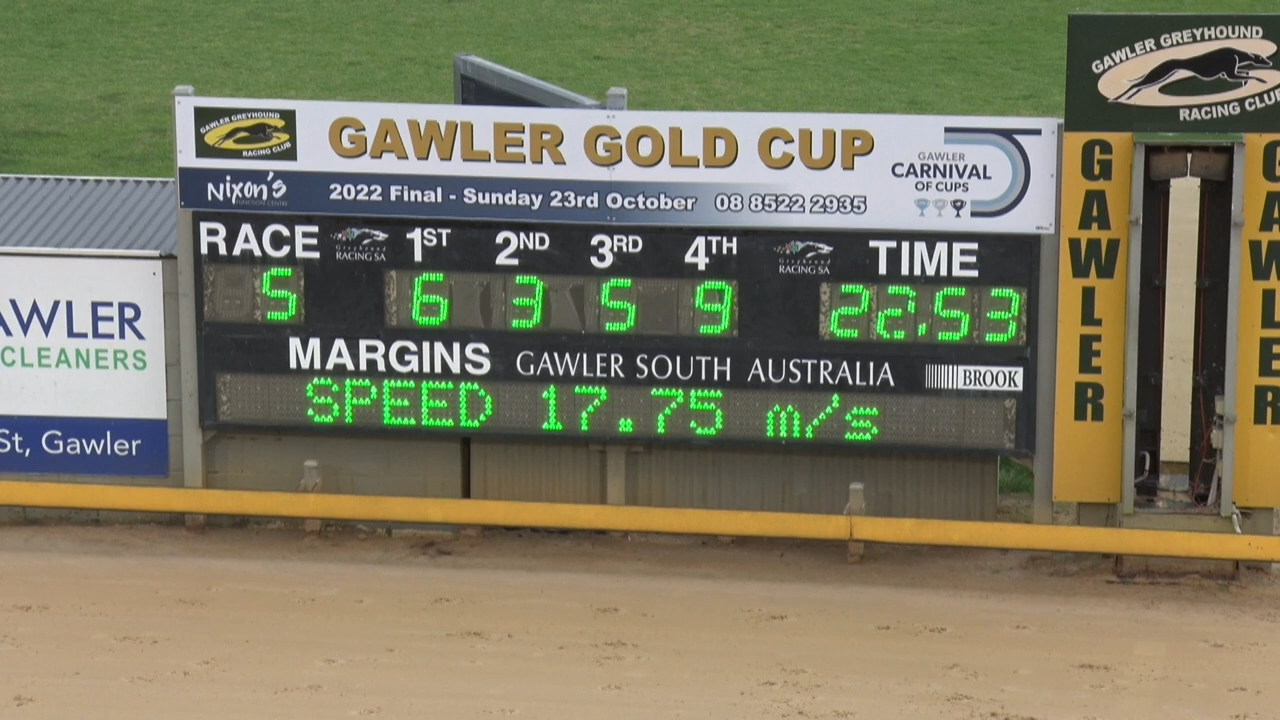 GAWLER GREYHOUND
RACING CLUB
GAWLER GOLD CUP
GAWLER
CARNIVAL
OF CUPS
Nixon's
2022 Final - Sunday 23rd October 08 8522 2935
RACE
RACING SA
1ST 2ND 3RD 4TH
RACING SA
TIME
5 6 3 5 9 22.53
MARGINS GAWLER SOUTH AUSTRALIA BROOK
SPEED 17.75 m/s
AWLER
CLEANERS
St, Gawler
GAWLER GREYHOUND
RACING CLUB
GAWLER
GAWLER